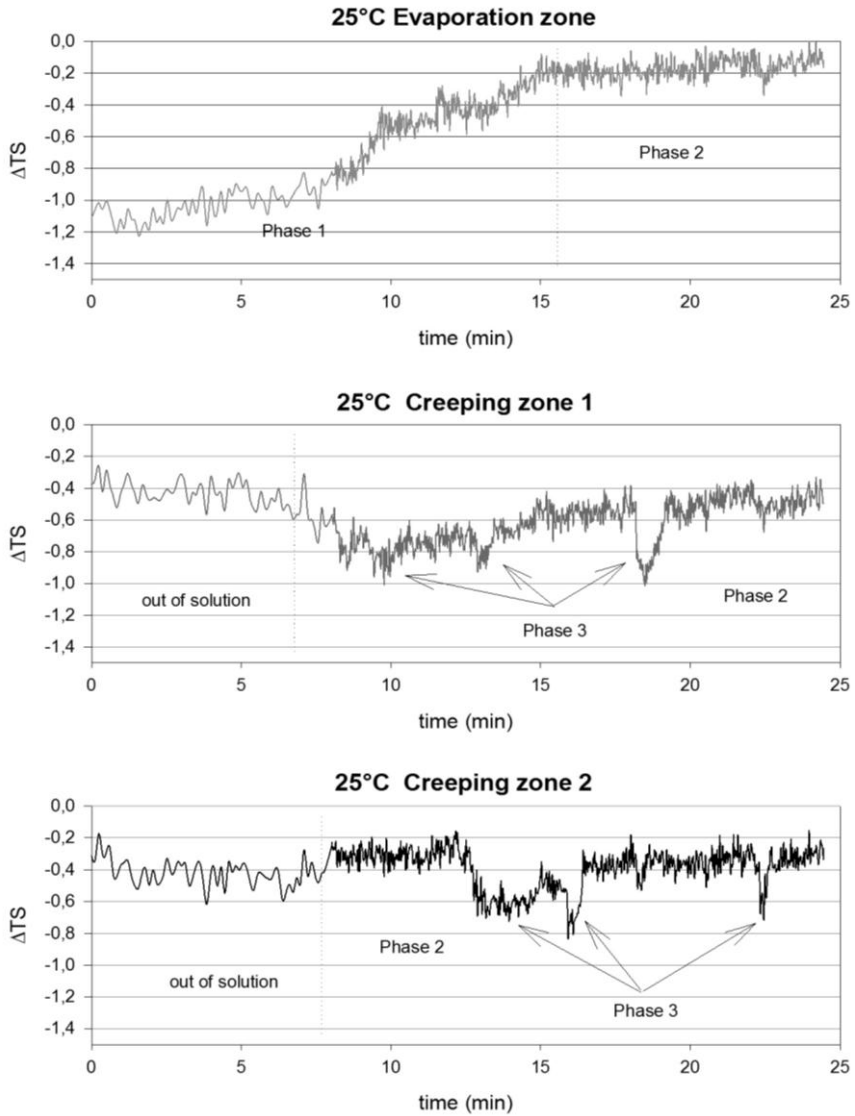 25°C Evaporation zone
0,0
-0,2
-0,4
-0,6
-0,8
-1,0
-1,2
-1,4
ΔTS
Phase 2
Phase 1
0 5 10 15 20 25
time (min)
25°C Creeping zone 1
0,0
-0,2
-0,4
-0,6
-0,8
-1,0
-1,2
-1,4
ΔTS
Phase 2
out of solution
Phase 3
0 5 10 15 20 25
time (min)
25°C Creeping zone 2
0,0
-0,2
-0,4
-0,6
-0,8
-1,0
-1,2
-1,4
ΔTS
Phase 2
out of solution
Phase 3
0 5 10 15 20 25
time (min)